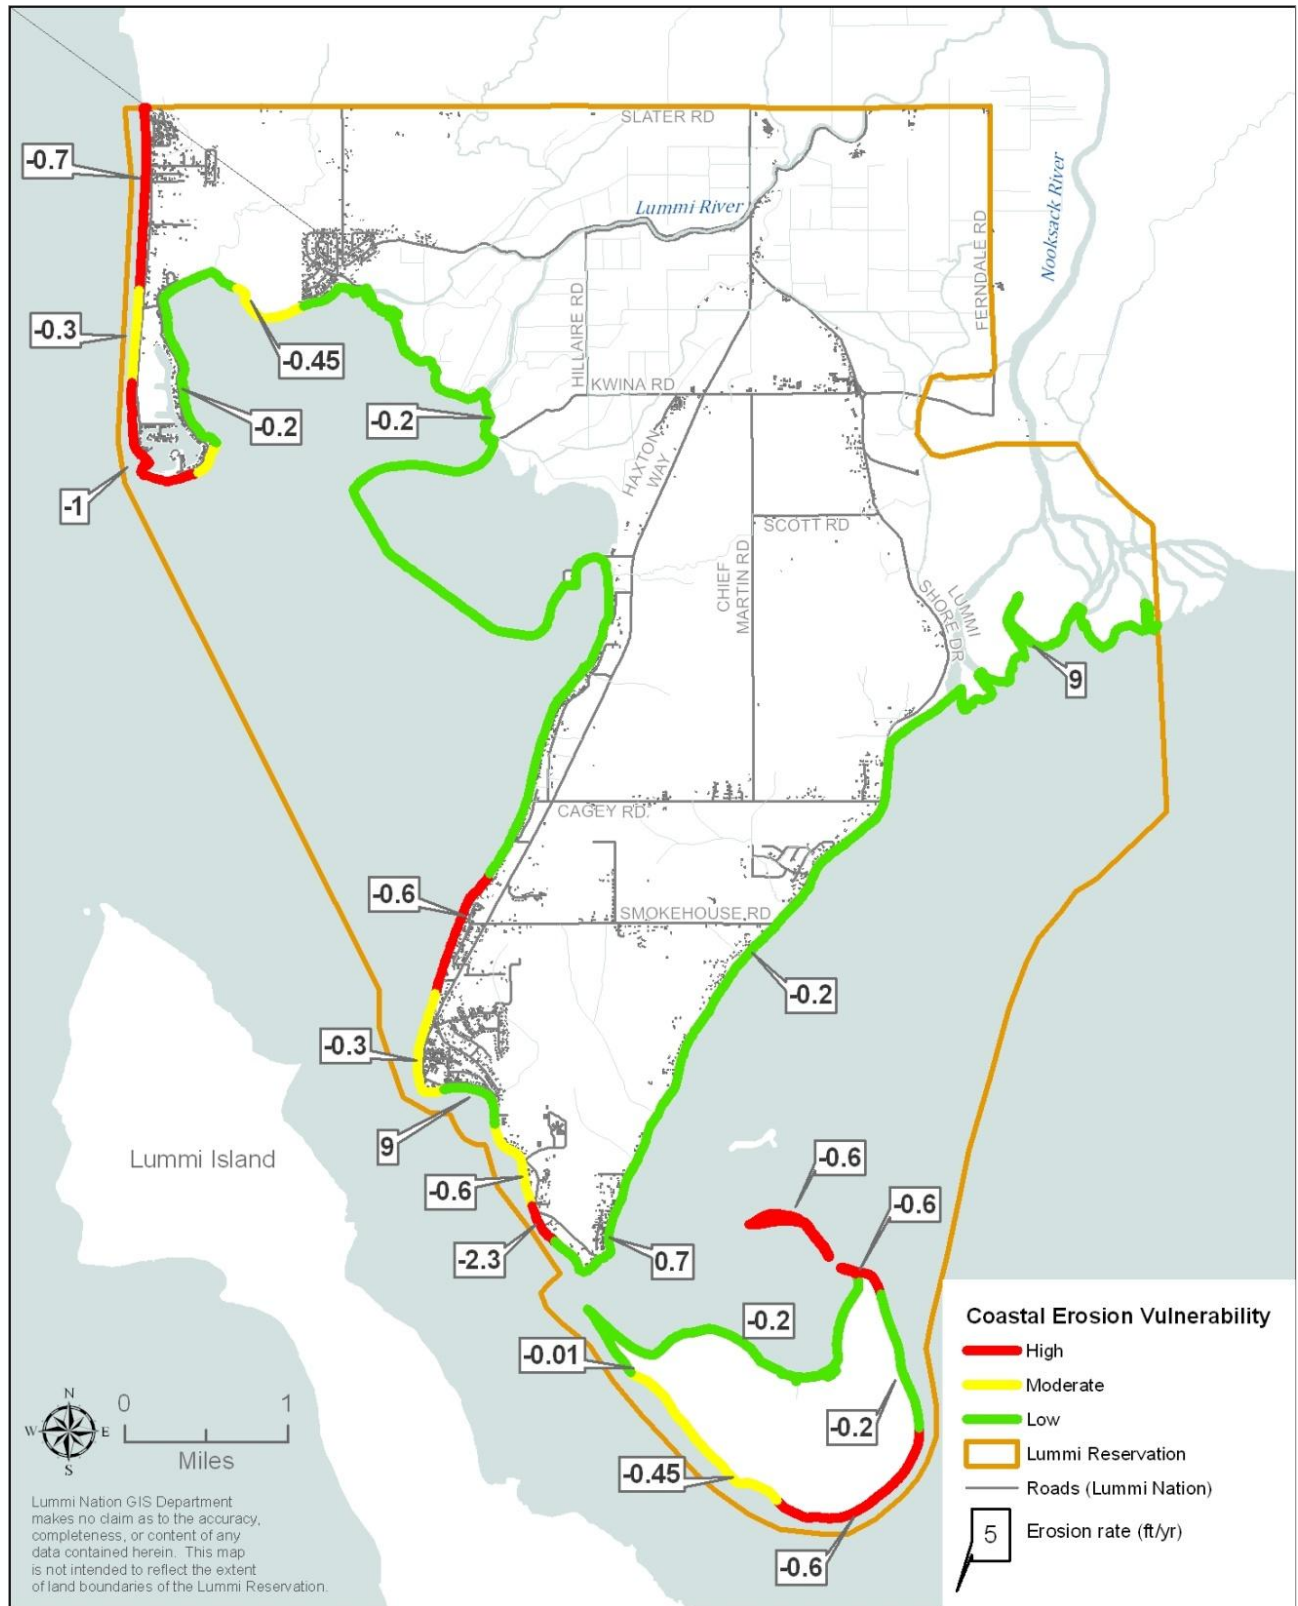 SLATER RD
-0.7
Lummi River
Nooksack River
FERNDALE RD
-0.3
-0.45
HILLAIRE RD
KWINA RD
-0.2
-0.2
HAXTON
WAY
-1
SCOTT RD
CHIEF
MARTIN RD
LUMMI
SHORE DR
9
CAGEY RD.
-0.6
SMOKEHOUSE RD
-0.2
-0.3
9
Lummi Island
-0.6
-0.6
-0.6
-2.3
0.7
-0.2
-0.01
-0.2
-0.45
-0.6
Coastal Erosion Vulnerability
High
Moderate
Low
Lummi Reservation
Roads (Lummi Nation)
5 Erosion rate (ft/yr)
N
W E
S
0 1
Miles
Lummi Nation GIS Department
makes no claim as to the accuracy,
completeness, or content of any
data contained herein. This map
is not intended to reflect the extent
of land boundaries of the Lummi Reservation.